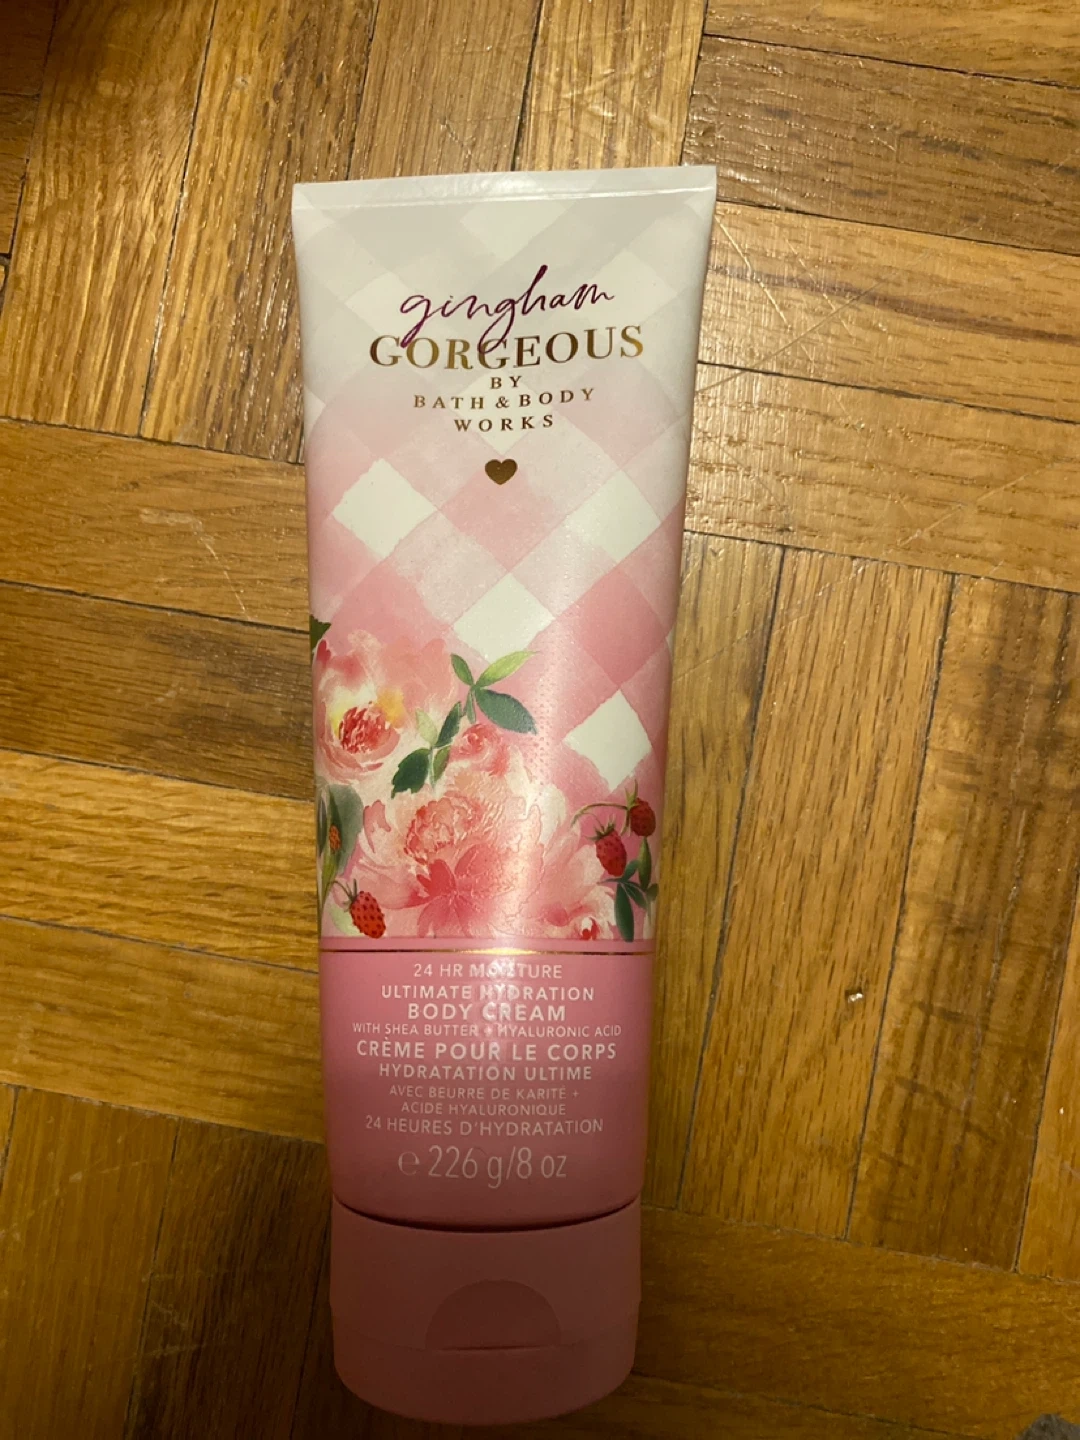 gingham
GORGEOUS
BY
BATH & BODY
WORKS
24 HR MOISTURE
ULTIMATE HYDRATION
BODY CREAM
WITH SHEA BUTTER + HYALURONIC ACID
CRÈME POUR LE CORPS
HYDRATATION ULTIME
AVEC BEURRE DE KARITÉ +
ACIDE HYALURONIQUE
24 HEURES D'HYDRATATION
℮ 226 g/8 oz